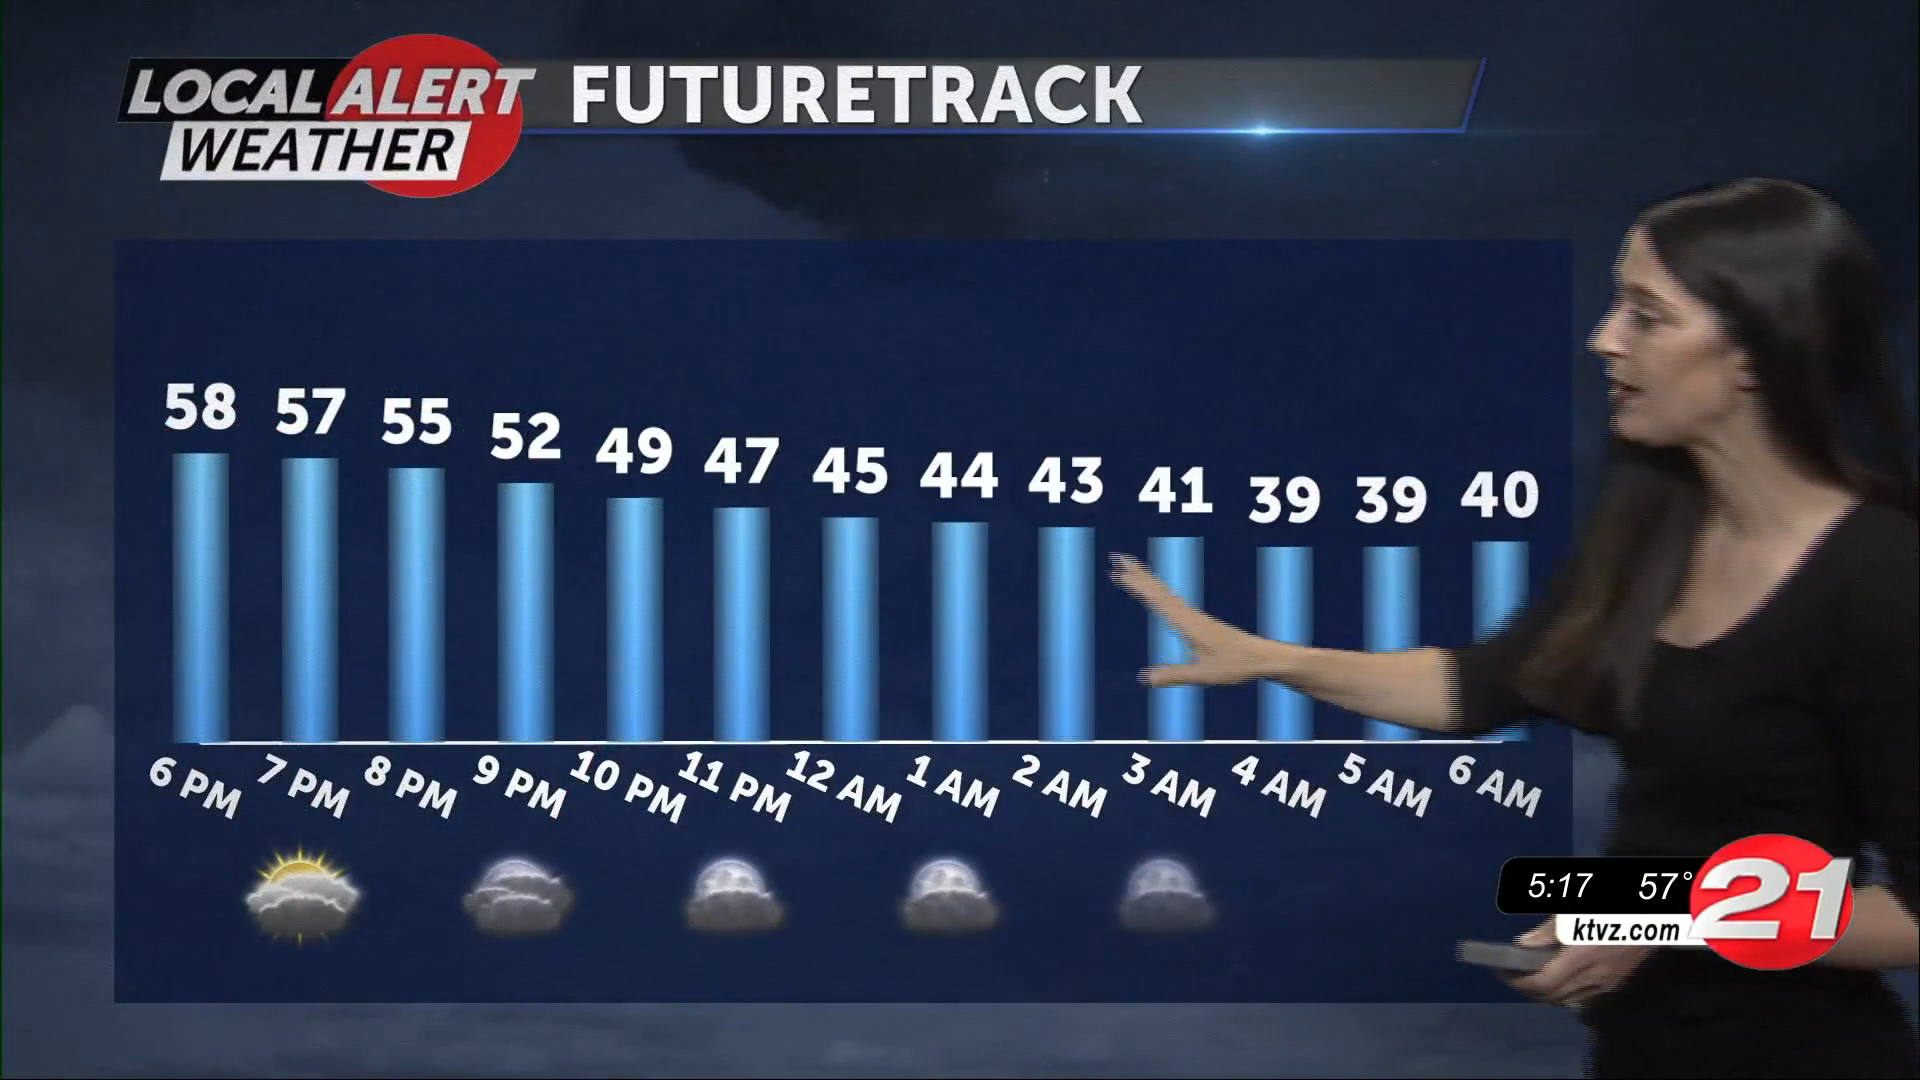 LOCAL ALERT
WEATHER
FUTURETRACK
58 57 55 52 49 47 45 44 43 41 39 39 40
6 PM 7 PM 8 PM 9 PM 10 PM 11 PM 12 AM 1 AM 2 AM 3 AM 4 AM 5 AM 6 AM
5:17 57°
21
ktvz.com